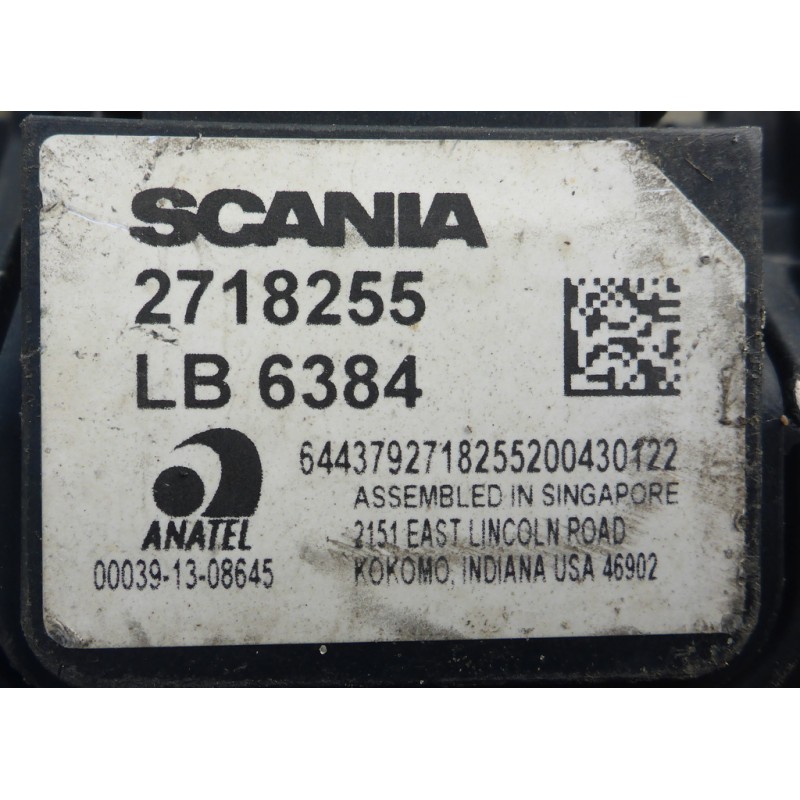 SCANIA
2718255
LB 6384
6443792718255200430122
ASSEMBLED IN SINGAPORE
2151 EAST LINCOLN ROAD
KOKOMO, INDIANA USA 46902
ANATEL
00039-13-08645